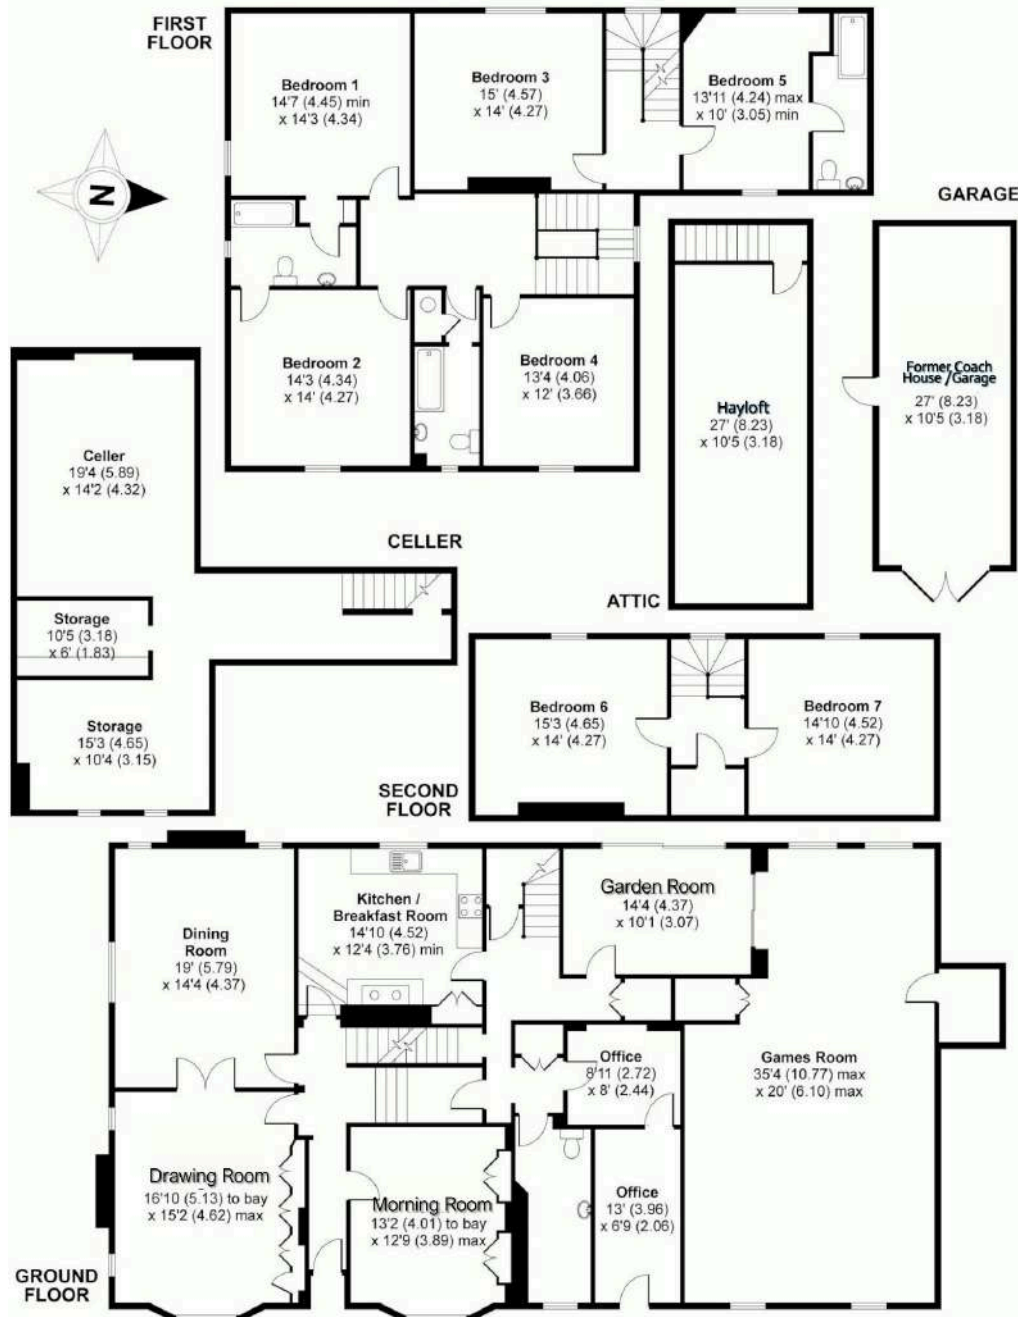 FIRST
FLOOR
Bedroom 1
14'7 (4.45) min
x 14'3 (4.34)
Bedroom 3
15' (4.57)
x 14' (4.27)
Bedroom 5
13'11 (4.24) max
x 10' (3.05) min
N
GARAGE
Bedroom 2
14'3 (4.34)
x 14' (4.27)
Bedroom 4
13'4 (4.06)
x 12' (3.66)
Hayloft
27' (8.23)
x 10'5 (3.18)
Former Coach
House /Garage
27' (8.23)
x 10'5 (3.18)
Celler
19'4 (5.89)
x 14'2 (4.32)
CELLER
ATTIC
Storage
10'5 (3.18)
x 6' (1.83)
Storage
15'3 (4.65)
x 10'4 (3.15)
Bedroom 6
15'3 (4.65)
x 14' (4.27)
Bedroom 7
14'10 (4.52)
x 14' (4.27)
SECOND
FLOOR
Dining
Room
19' (5.79)
x 14'4 (4.37)
Kitchen /
Breakfast Room
14'10 (4.52)
x 12'4 (3.76) min
Garden Room
14'4 (4.37)
x 10'1 (3.07)
Office
8'11 (2.72)
x 8' (2.44)
Games Room
35'4 (10.77) max
x 20' (6.10) max
Drawing Room
16'10 (5.13) to bay
x 15'2 (4.62) max
Morning Room
13'2 (4.01) to bay
x 12'9 (3.89) max
Office
13' (3.96)
x 6'9 (2.06)
GROUND
FLOOR